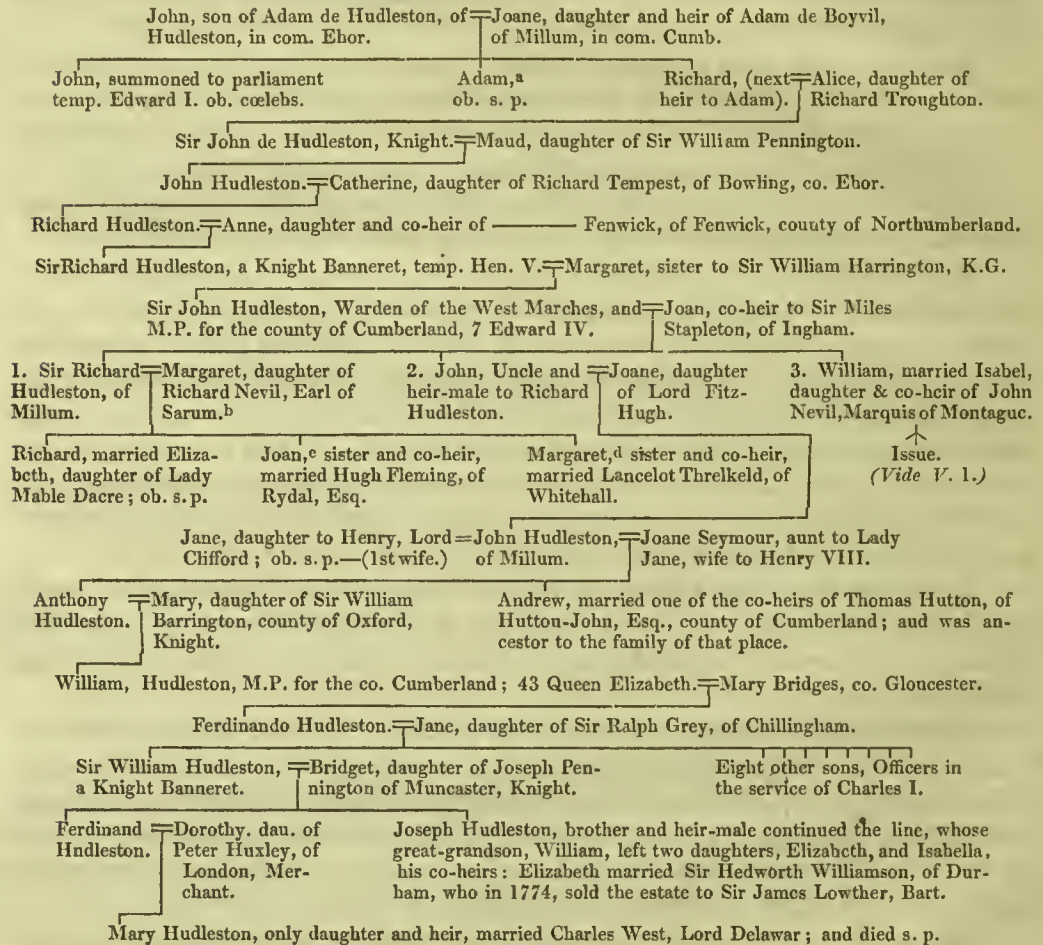 John, son of Adam de Hudleston, of = Joane, daughter and heir of Adam de Boyvil,
Hudleston, in com. Ebor. of Millum, in com. Cumb.
John, summoned to parliament
temp. Edward I. ob. cœlebs.
Adam,a
ob. s. p.
Richard, (next = Alice, daughter of
heir to Adam). Richard Troughton.
Sir John de Hudleston, Knight. = Maud, daughter of Sir William Pennington.
John Hudleston. = Catherine, daughter of Richard Tempest, of Bowling, co. Ebor.
Richard Hudleston. = Anne, daughter and co-heir of ——— Fenwick, of Fenwick, county of Northumberland.
SirRichard Hudleston, a Knight Banneret, temp. Hen. V. = Margaret, sister to Sir William Harrington, K.G.
Sir John Hudleston, Warden of the West Marches, and = Joan, co-heir to Sir Miles
M.P. for the county of Cumberland, 7 Edward IV. Stapleton, of Ingham.
1. Sir Richard
Hudleston, of
Millum.
= Margaret, daughter of
Richard Nevil, Earl of
Sarum.b
2. John, Uncle and
heir-male to Richard
Hudleston.
= Joane, daughter
of Lord Fitz-
Hugh.
3. William, married Isabel,
daughter & co-heir of John
Nevil, Marquis of Montague.
Issue.
(Vide V. 1.)
Richard, married Eliza-
beth, daughter of Lady
Mable Dacre; ob. s. p.
Joan,c sister and co-heir,
married Hugh Fleming, of
Rydal, Esq.
Margaret,d sister and co-heir,
married Lancelot Threlkeld, of
Whitehall.
Jane, daughter to Henry, Lord = John Hudleston, = Joane Seymour, aunt to Lady
Clifford; ob. s. p.—(1st wife.) of Millum. Jane, wife to Henry VIII.
Anthony
Hudleston.
= Mary, daughter of Sir William
Barrington, county of Oxford,
Knight.
Andrew, married one of the co-heirs of Thomas Hutton, of
Hutton-John, Esq., county of Cumberland; aud was an-
cestor to the family of that place.
William, Hudleston, M.P. for the co. Cumberland; 43 Queen Elizabeth. = Mary Bridges, co. Gloucester.
Ferdinando Hudleston. = Jane, daughter of Sir Ralph Grey, of Chillingham.
Sir William Hudleston,
a Knight Banneret.
= Bridget, daughter of Joseph Pen-
nington of Muncaster, Knight.
Eight other sons, Officers in
the service of Charles I.
Ferdinand
Hndleston.
= Dorothy. dau. of
Peter Huxley, of
London, Mer-
chant.
Joseph Hudleston, brother and heir-male continued the line, whose
great-grandson, William, left two daughters, Elizabeth, and Isabella,
his co-heirs: Elizabeth married Sir Hedworth Williamson, of Dur-
ham, who in 1774, sold the estate to Sir James Lowther, Bart.
Mary Hudleston, only daughter and heir, married Charles West, Lord Delawar; and died s. p.